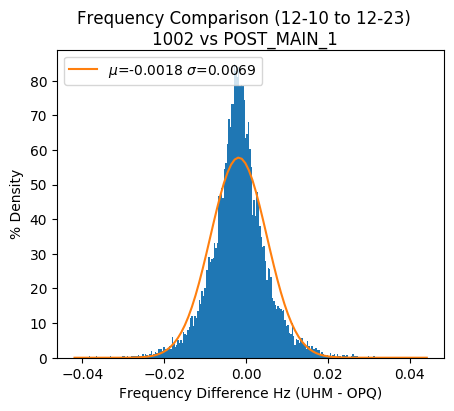 Frequency Comparison (12-10 to 12-23)
1002 vs POST_MAIN_1
μ=-0.0018 σ=0.0069
80
70
60
50
40
30
20
10
0
% Density
−0.04 −0.02 0.00 0.02 0.04
Frequency Difference Hz (UHM - OPQ)